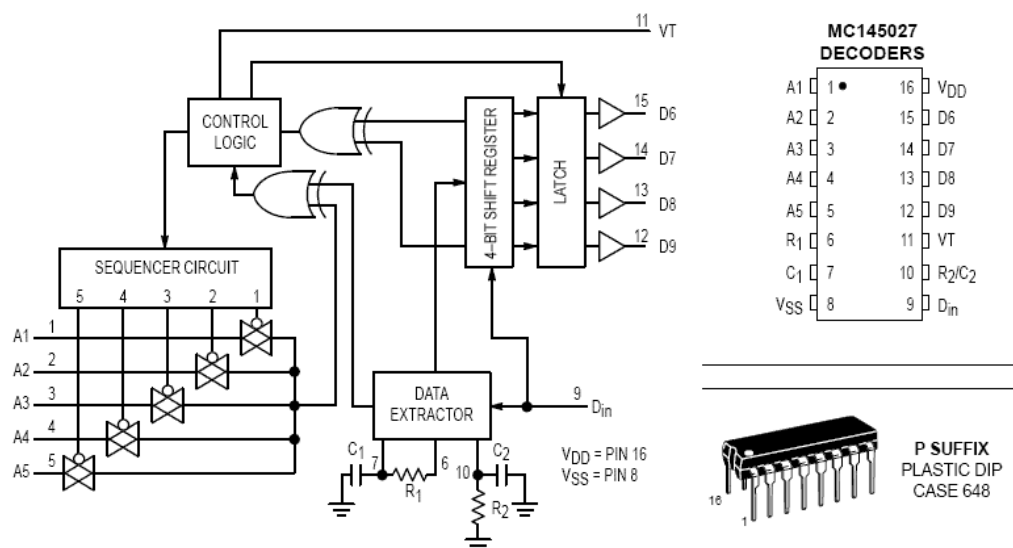 11 VT
CONTROL
LOGIC
4–BIT SHIFT REGISTER
LATCH
15 D6
14 D7
13 D8
12 D9
SEQUENCER CIRCUIT
5 4 3 2 1
A1 1
A2 2
A3 3
A4 4
A5 5
DATA
EXTRACTOR
9 Din
C1 7 R1 6
10 C2
R2
VDD = PIN 16
VSS = PIN 8
MC145027
DECODERS
A1 1 16 VDD
A2 2 15 D6
A3 3 14 D7
A4 4 13 D8
A5 5 12 D9
R1 6 11 VT
C1 7 10 R2/C2
VSS 8 9 Din
16
1
P SUFFIX
PLASTIC DIP
CASE 648